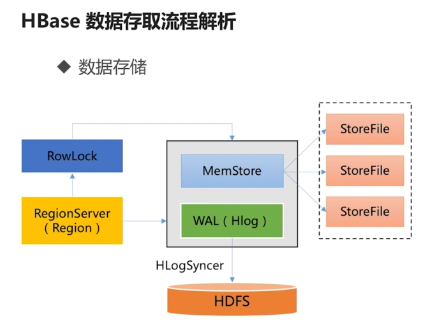 HBase 数据存取流程解析
◆ 数据存储
RowLock
RegionServer
（Region）
MemStore
WAL（Hlog）
StoreFile
StoreFile
StoreFile
HLogSyncer
HDFS